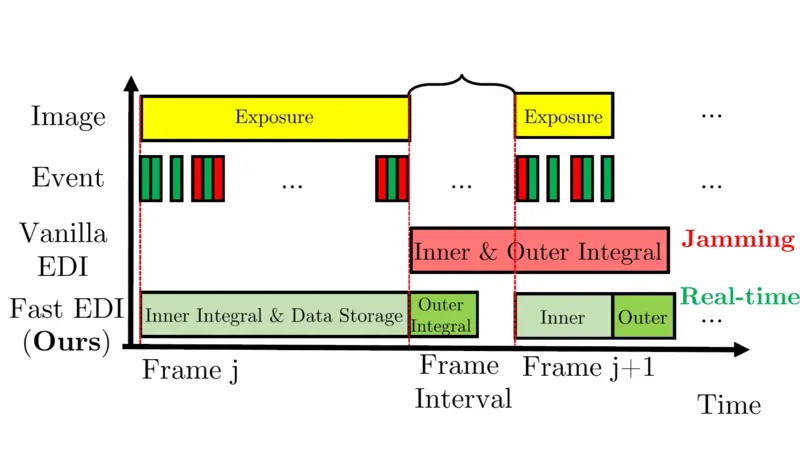 Image
Exposure
Exposure
...
Event
...
...
...
Vanilla
EDI
Inner & Outer Integral
Jamming
Fast EDI
(Ours)
Inner Integral & Data Storage
Outer
Integral
Inner
Outer
Real-time
...
Frame j
Frame
Interval
Frame j+1
Time